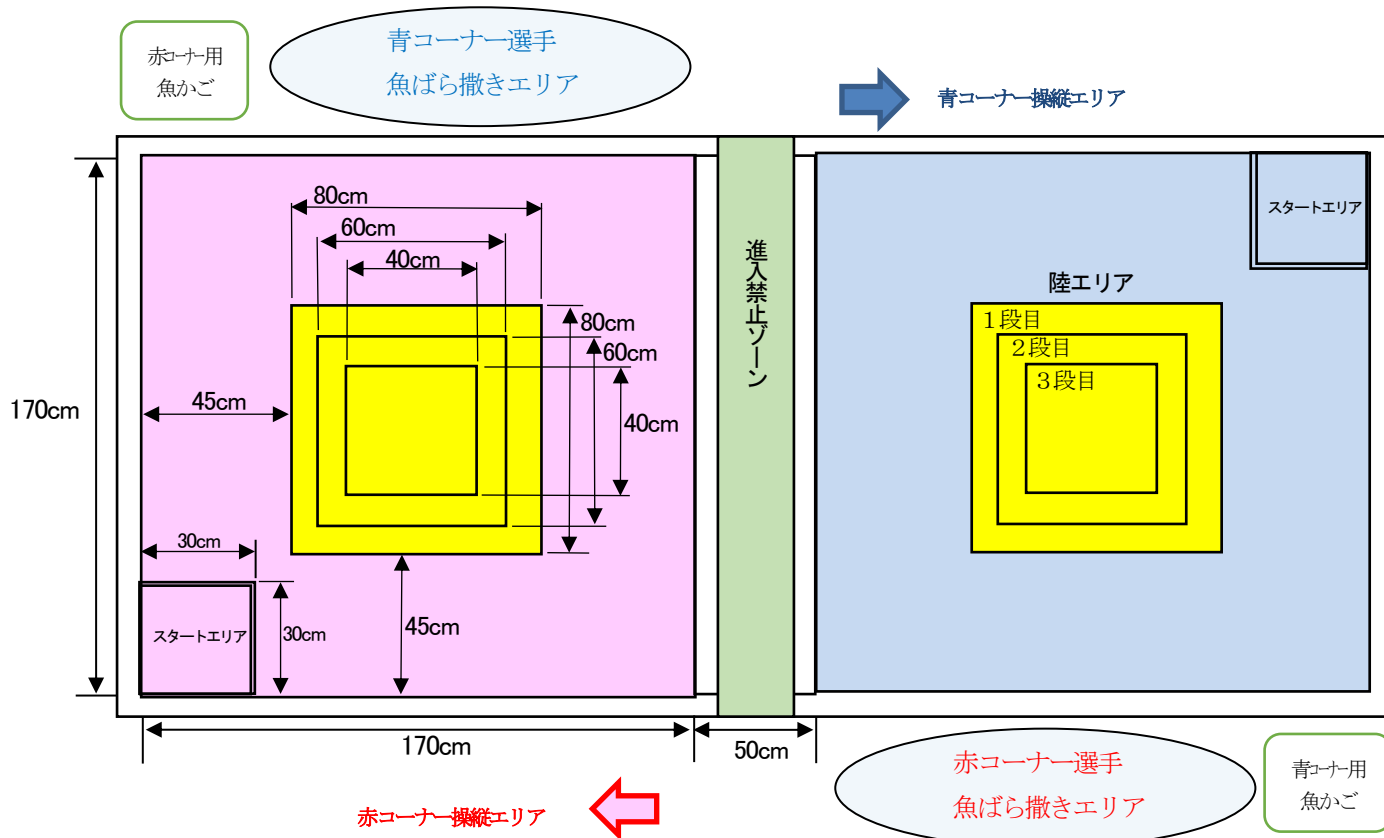 赤コーナー用
魚かご
青コーナー選手
魚ばら撒きエリア
青コーナー操縦エリア
80cm
60cm
40cm
80cm
60cm
40cm
170cm
45cm
45cm
30cm
30cm
スタートエリア
進入禁止ゾーン
スタートエリア
陸エリア
１段目
２段目
３段目
170cm
50cm
赤コーナー操縦エリア
赤コーナー選手
魚ばら撒きエリア
青コーナー用
魚かご